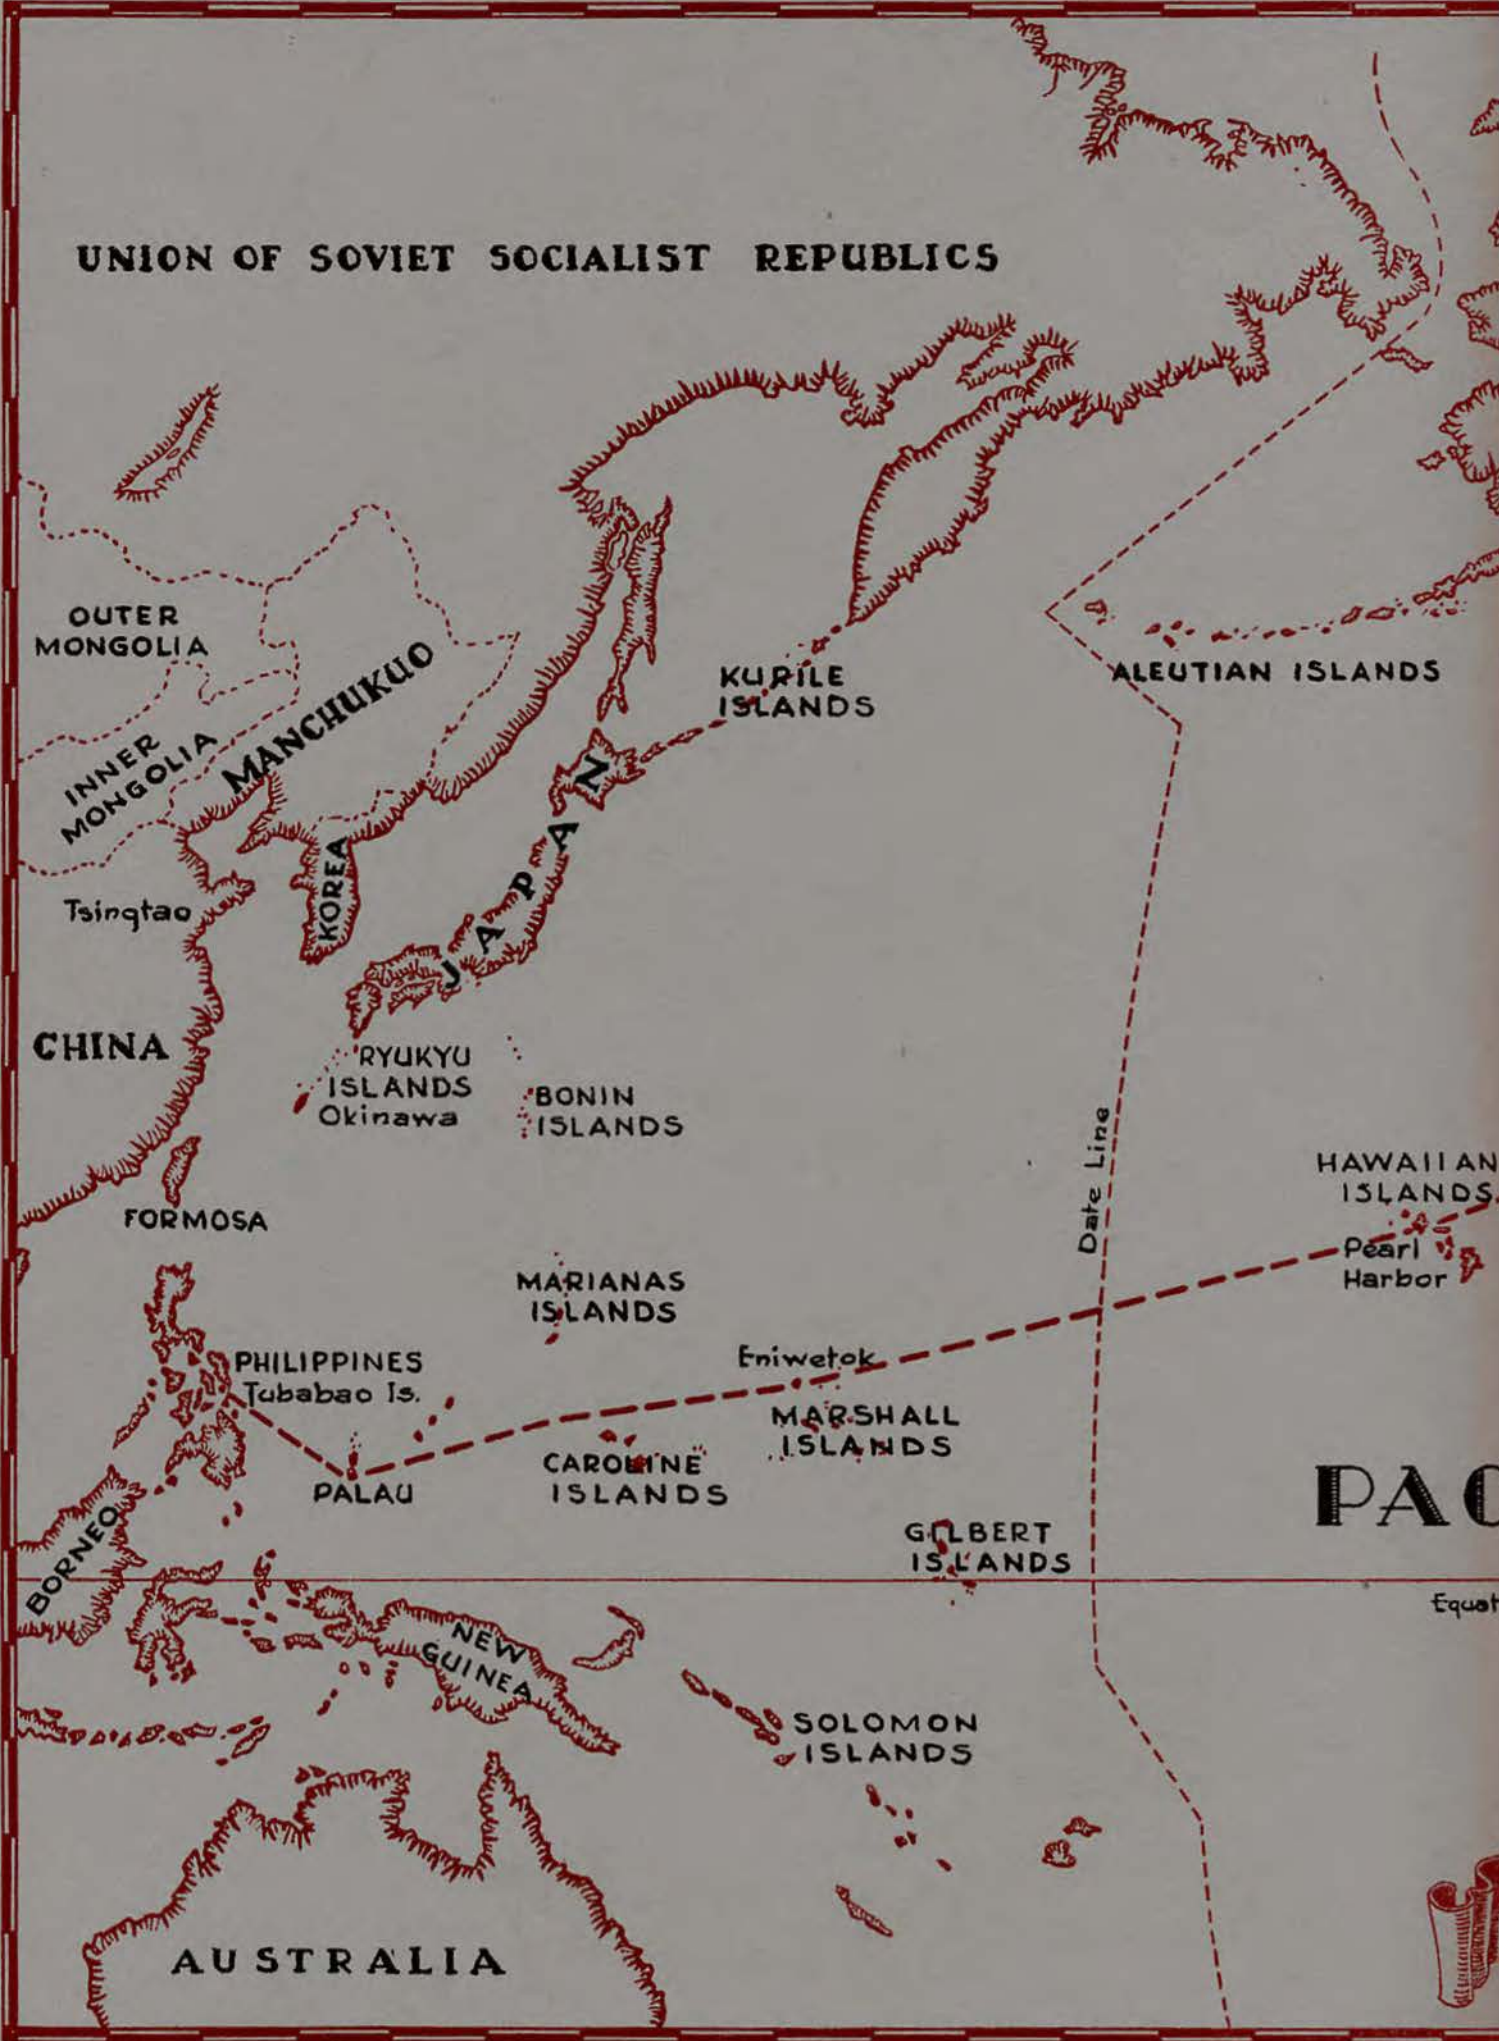 UNION OF SOVIET SOCIALIST REPUBLICS
OUTER
MONGOLIA
MANCHUKUO
INNER
MONGOLIA
KURILE
ISLANDS
ALEUTIAN ISLANDS
JAPAN
KOREA
Tsingtao
CHINA
RYUKYU
ISLANDS
Okinawa
BONIN
ISLANDS
Date Line
HAWAIIAN
ISLANDS
Pearl
Harbor
FORMOSA
MARIANAS
ISLANDS
PHILIPPINES
Tubabao Is.
Eniwetok
MARSHALL
ISLANDS
CAROLINE
ISLANDS
PALAU
PAC
BORNEO
GILBERT
ISLANDS
Equat
NEW
GUINEA
SOLOMON
ISLANDS
AUSTRALIA